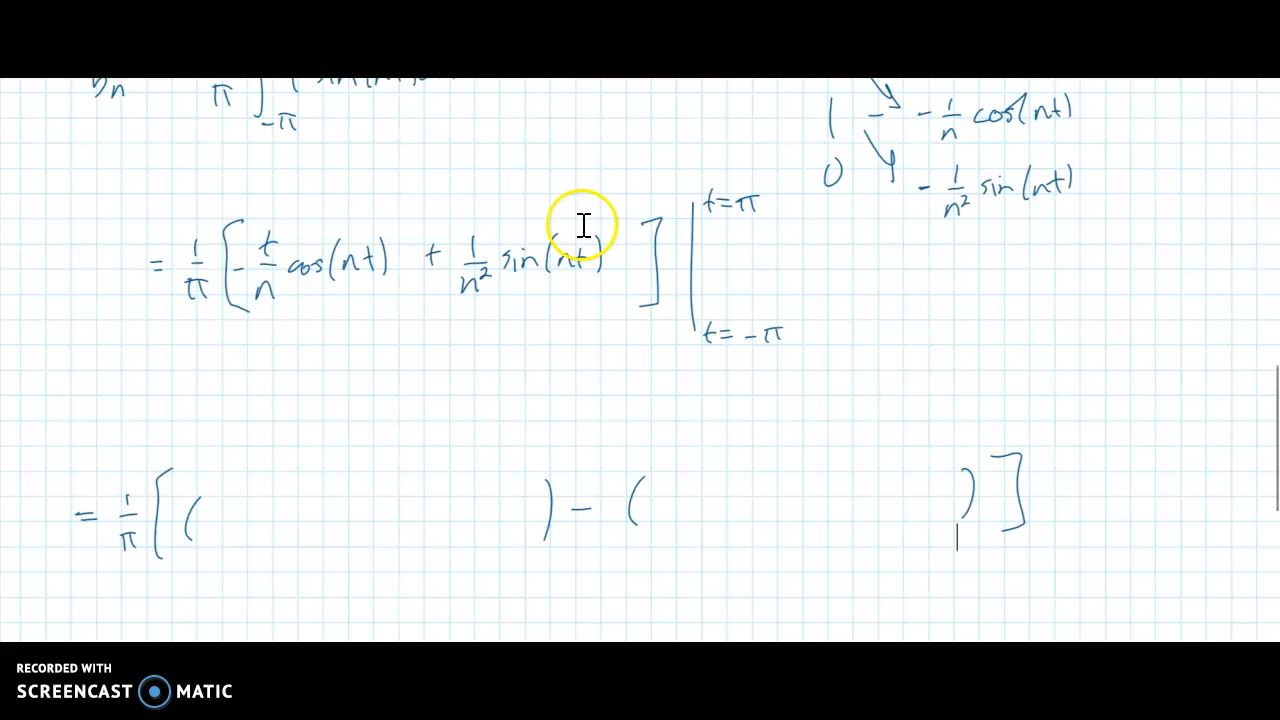 bn π ∫ -π
1 - -1/n cos(nt)
0 -1/n² sin(nt)
= 1/π [ -t/n cos(nt) + 1/n² sin(nt) ] | t=π
t=-π
= 1/π [ ( ) - ( ) ]
RECORDED WITH
SCREENCAST MATIC